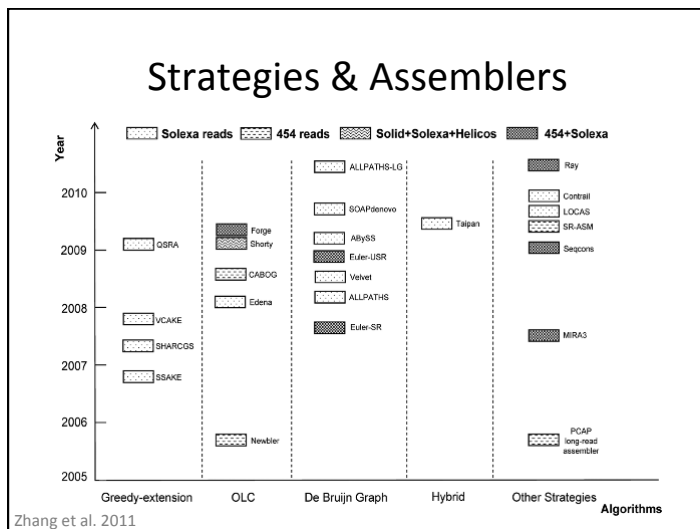 Strategies & Assemblers
Solexa reads 454 reads Solid+Solexa+Helicos 454+Solexa
Year
2010
2009
2008
2007
2006
2005
QSRA
VCAKE
SHARCGS
SSAKE
Forge
Shorty
CABOG
Edena
Newbler
ALLPATHS-LG
SOAPdenovo
ABySS
Euler-USR
Velvet
ALLPATHS
Euler-SR
Taipan
Ray
Contrail
LOCAS
SR-ASM
Seqcons
MIRA3
PCAP
long-read
assembler
Greedy-extension OLC De Bruijn Graph Hybrid Other Strategies
Algorithms
Zhang et al. 2011